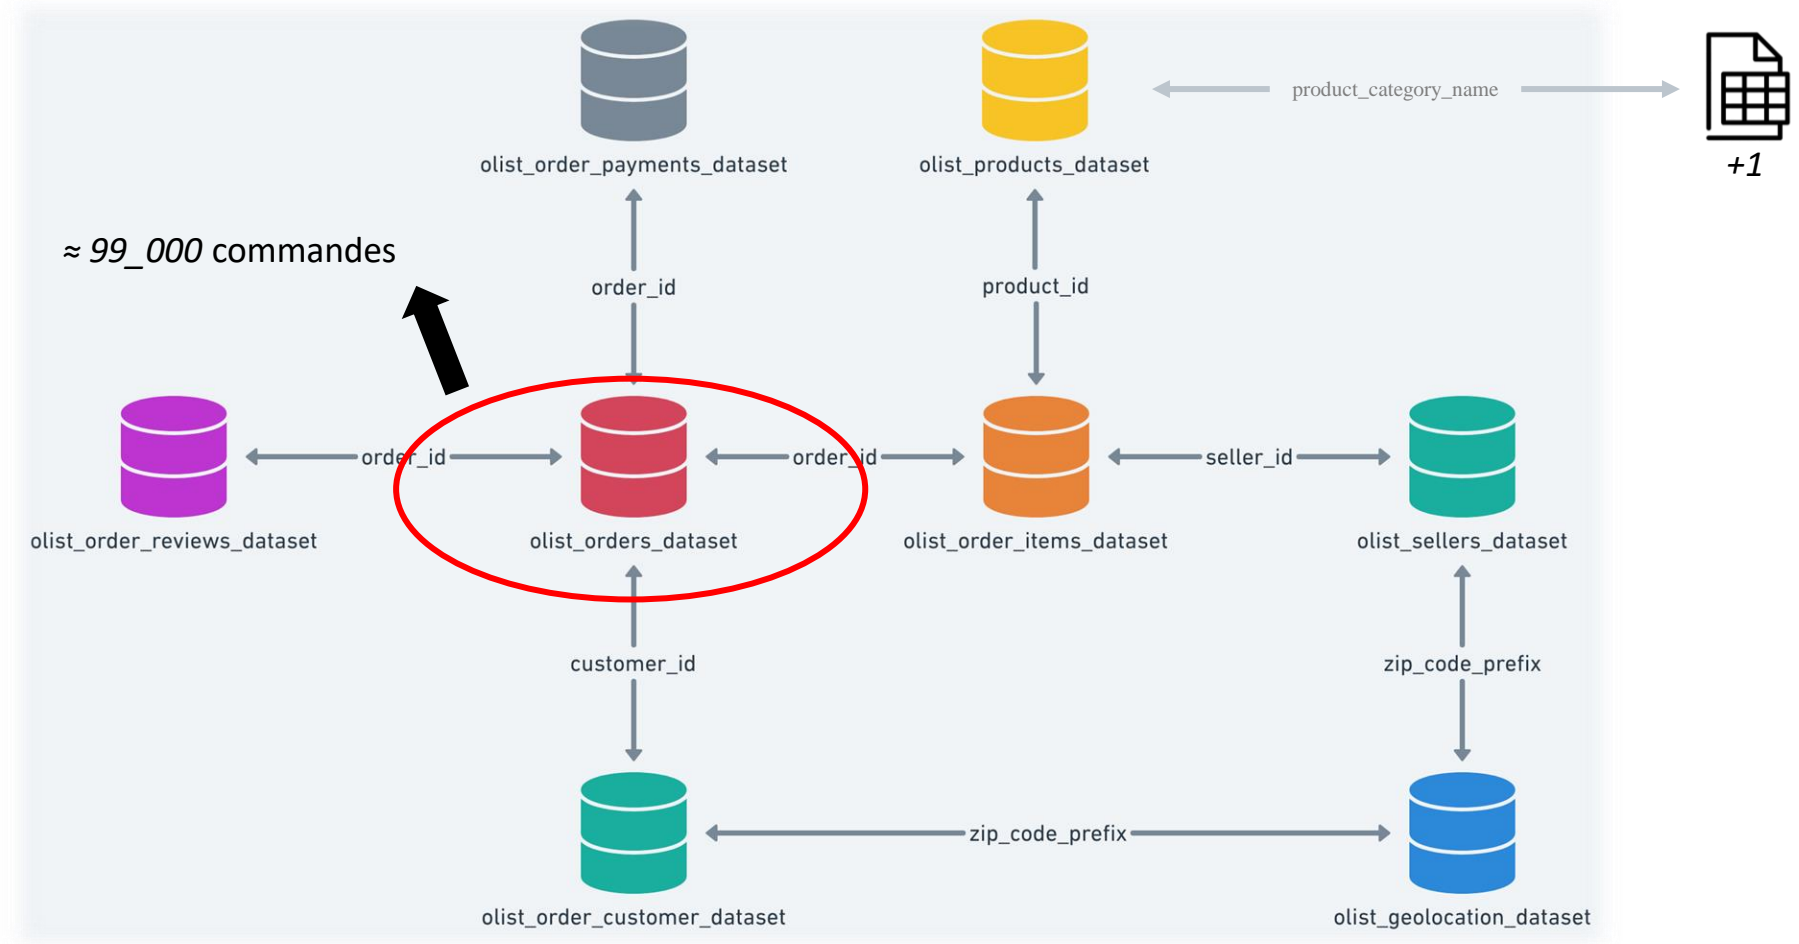 product_category_name
+1
olist_order_payments_dataset
olist_products_dataset
≈ 99_000 commandes
order_id
product_id
order_id
order_id
seller_id
olist_order_reviews_dataset
olist_orders_dataset
olist_order_items_dataset
olist_sellers_dataset
customer_id
zip_code_prefix
zip_code_prefix
olist_order_customer_dataset
olist_geolocation_dataset